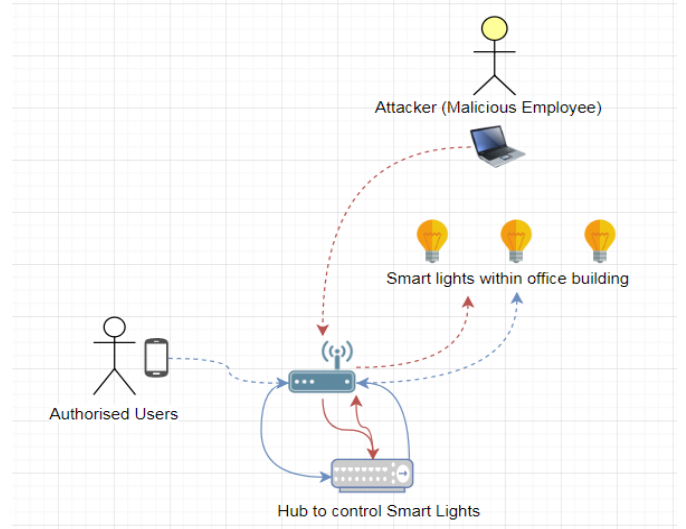 Attacker (Malicious Employee)
Smart lights within office building
Authorised Users
Hub to control Smart Lights